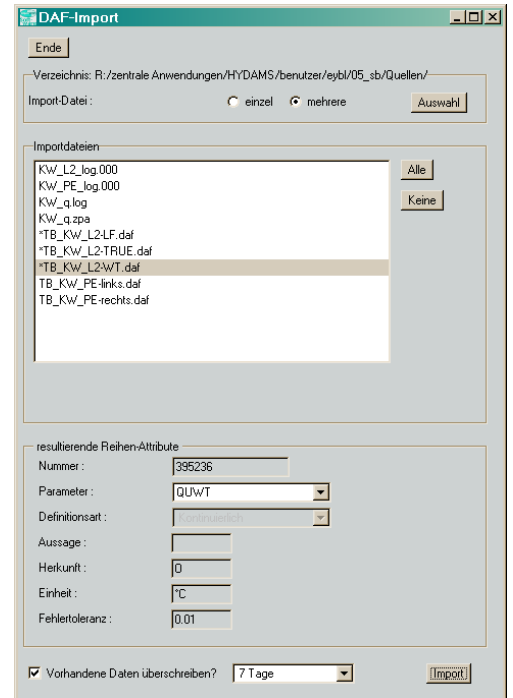 DAF-Import
Ende
Verzeichnis: R:/zentrale Anwendungen/HYDAMS/benutzer/eybl/05_sb/Quellen/
Import-Datei : einzel mehrere Auswahl
Importdateien
KW_L2_log.000
KW_PE_log.000
KW_q.log
KW_q.zpa
*TB_KW_L2-LF.daf
*TB_KW_L2-TRUE.daf
*TB_KW_L2-WT.daf
TB_KW_PE-links.daf
TB_KW_PE-rechts.daf
Alle
Keine
resultierende Reihen-Attribute
Nummer : 395236
Parameter : QUWT
Definitionsart : Kontinuierlich
Aussage :
Herkunft : O
Einheit : °C
Fehlertoleranz : 0.01
Vorhandene Daten überschreiben? 7 Tage Import